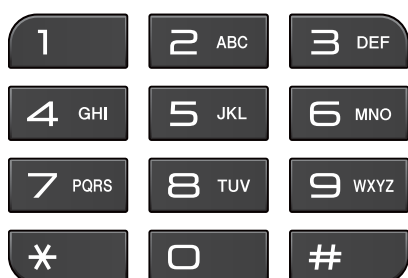 1 2 ABC 3 DEF
4 GHI 5 JKL 6 MNO
7 PQRS 8 TUV 9 WXYZ
* 0 #